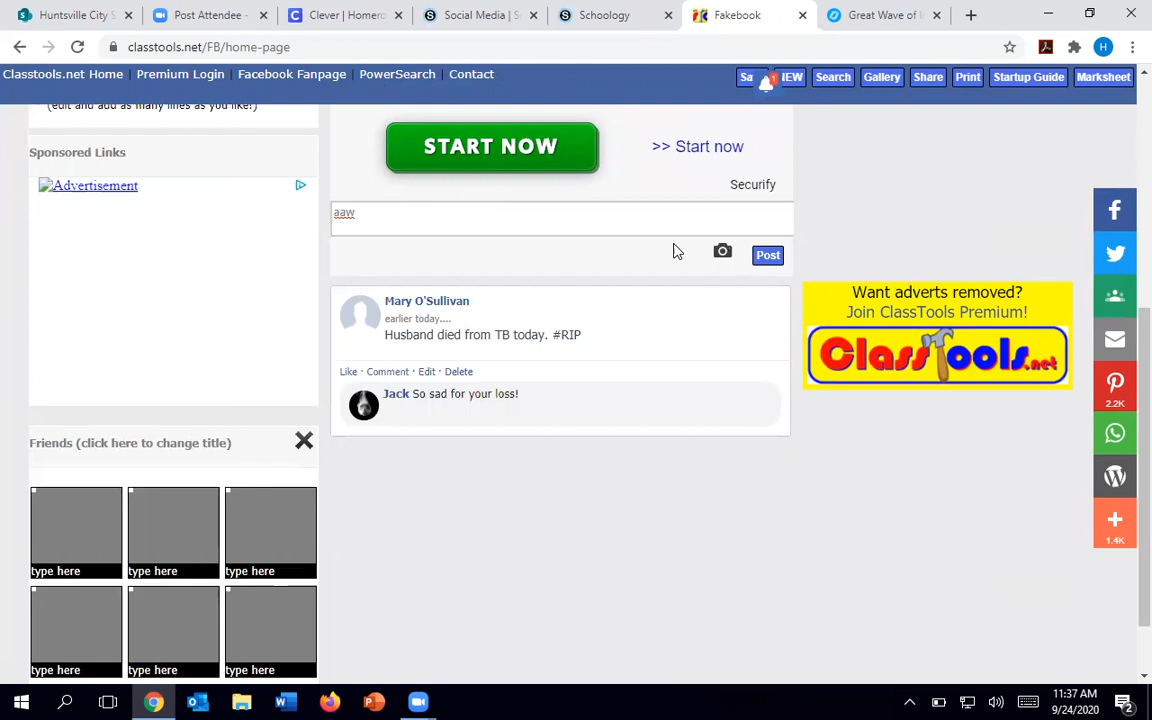 Huntsville City S
Post Attendee -
Clever | Homero
Social Media | S
Schoology
Fakebook
Great Wave of I
classtools.net/FB/home-page
H
Classtools.net Home | Premium Login | Facebook Fanpage | PowerSearch | Contact
Sa
1
NEW
Search
Gallery
Share
Print
Startup Guide
Marksheet
(edit and add as many lines as you like!)
Sponsored Links
Advertisement
START NOW
>> Start now
Securify
aaw
Post
Mary O'Sullivan
earlier today....
Husband died from TB today. #RIP
Like · Comment · Edit · Delete
Jack So sad for your loss!
Want adverts removed?
Join ClassTools Premium!
ClassTools.net
2.2K
1.4K
Friends (click here to change title)
type here
type here
type here
type here
type here
type here
11:37 AM
9/24/2020
2